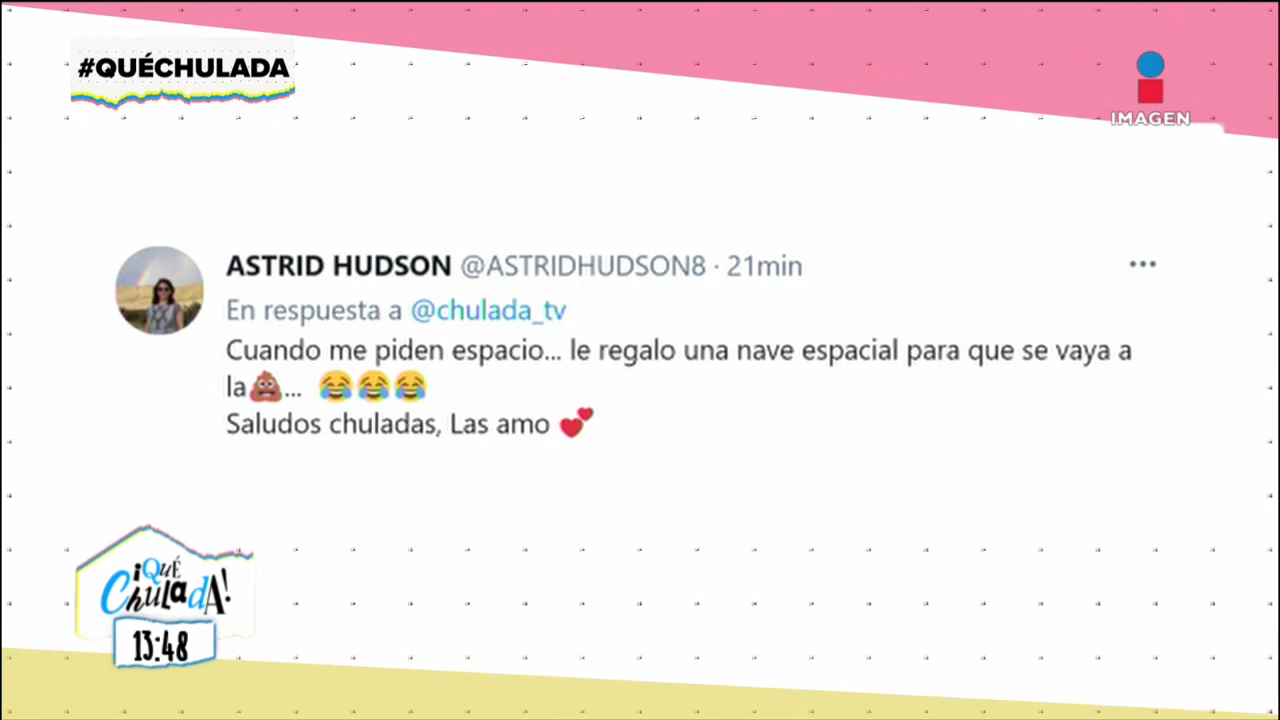 #QUÉCHULADA
IMAGEN
ASTRID HUDSON @ASTRIDHUDSON8 · 21min
En respuesta a @chulada_tv
Cuando me piden espacio... le regalo una nave espacial para que se vaya a
la💩... 😂😂😂
Saludos chuladas, Las amo 💕
¡QUÉ
ChuladA!
13:48